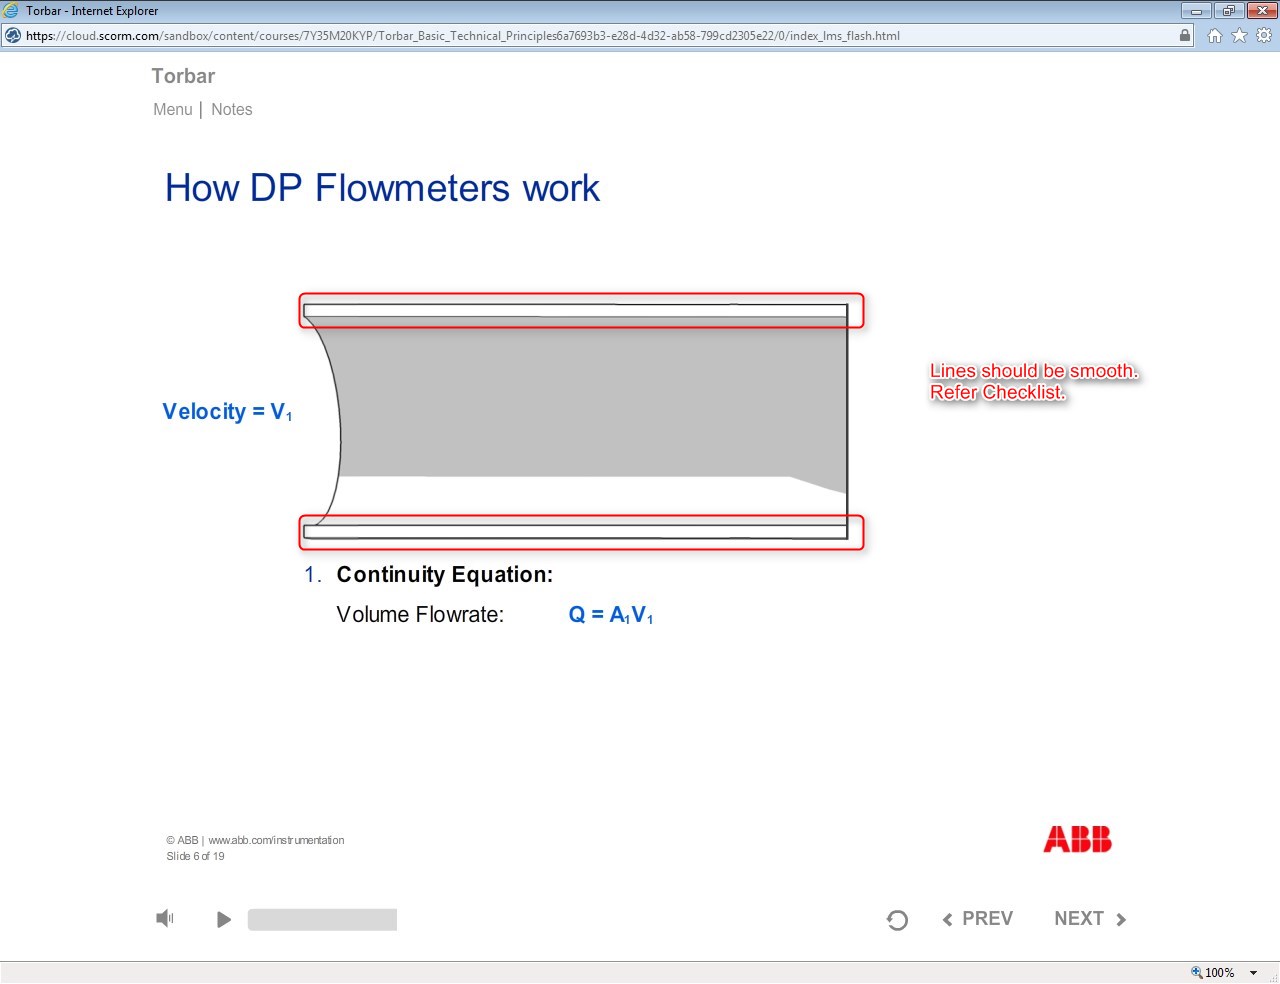 Torbar - Internet Explorer
https://cloud.scorm.com/sandbox/content/courses/7Y35M20KYP/Torbar_Basic_Technical_Principles6a7693b3-e28d-4d32-ab58-799cd2305e22/0/index_lms_flash.html
Torbar
Menu | Notes
How DP Flowmeters work
Lines should be smooth.
Refer Checklist.
Velocity = V₁
1. Continuity Equation:
Volume Flowrate: Q = A₁V₁
© ABB | www.abb.com/instrumentation
Slide 6 of 19
ABB
PREV NEXT
100%